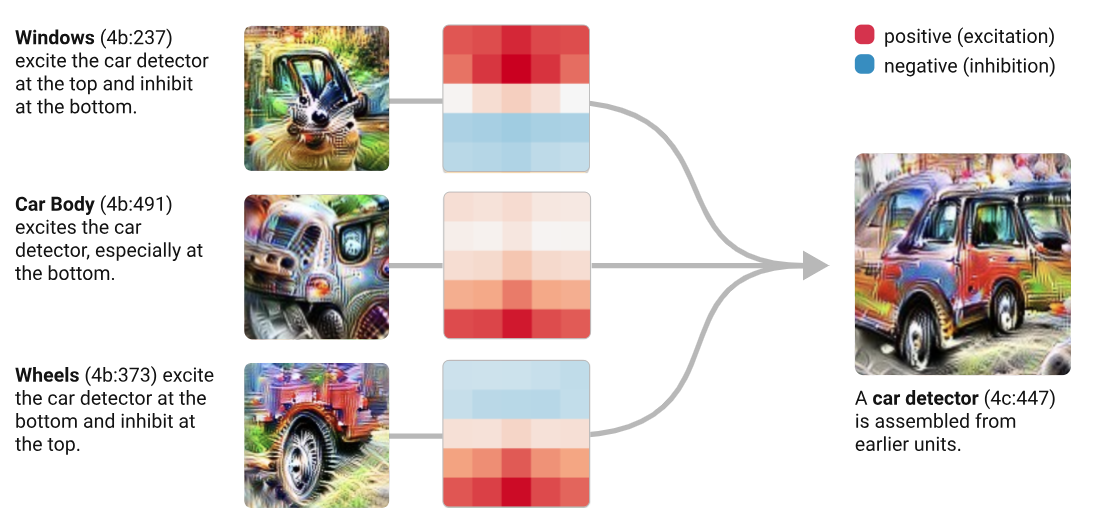 Windows (4b:237)
excite the car detector
at the top and inhibit
at the bottom.
Car Body (4b:491)
excites the car
detector, especially at
the bottom.
Wheels (4b:373) excite
the car detector at the
bottom and inhibit at
the top.
positive (excitation)
negative (inhibition)
A car detector (4c:447)
is assembled from
earlier units.